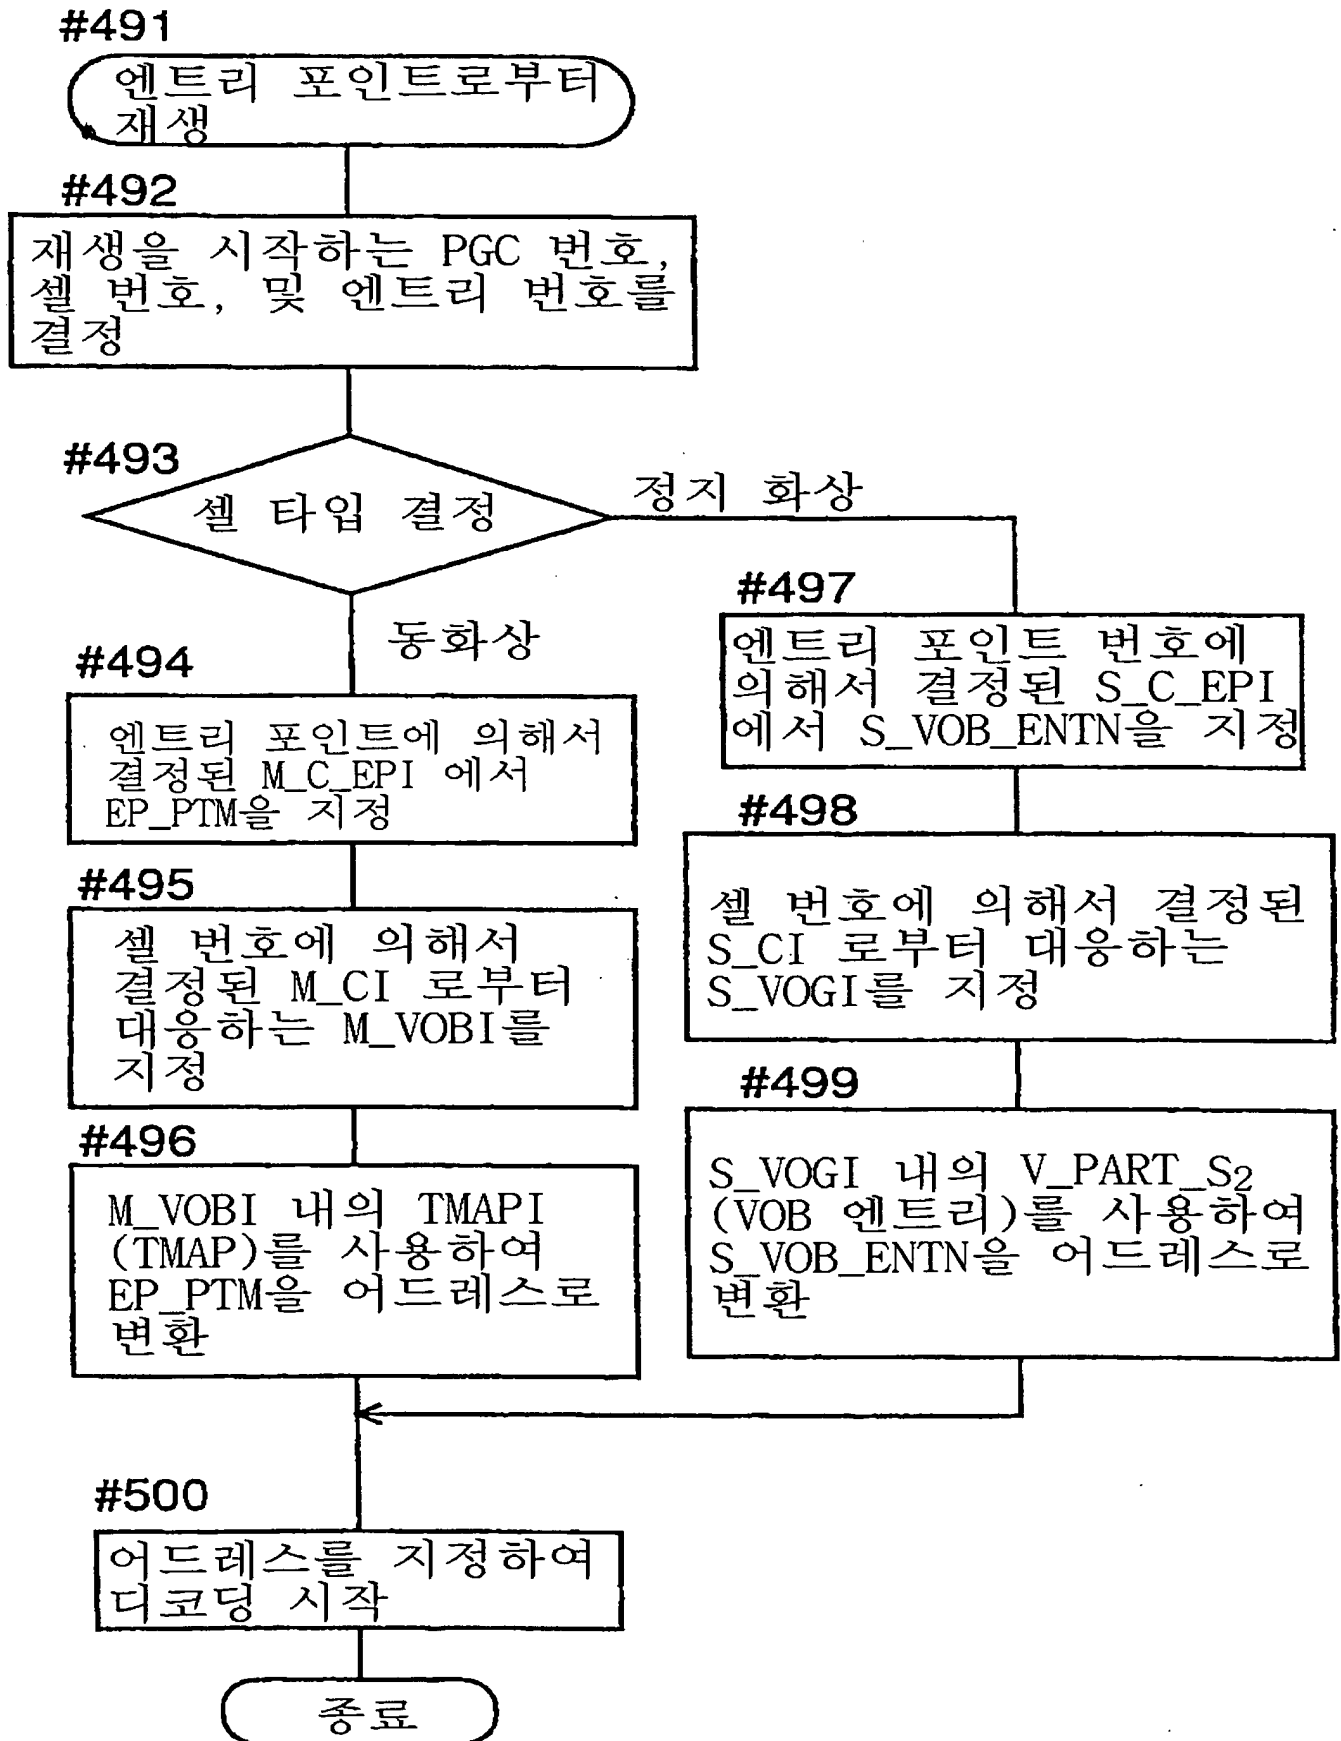 #491
엔트리 포인트로부터
재생
#492
재생을 시작하는 PGC 번호,
셀 번호, 및 엔트리 번호를
결정
#493
셀 타입 결정
정지 화상
동화상
#494
엔트리 포인트에 의해서
결정된 M_C_EPI 에서
EP_PTM을 지정
#495
셀 번호에 의해서
결정된 M_CI 로부터
대응하는 M_VOBI를
지정
#496
M_VOBI 내의 TMAPI
(TMAP)를 사용하여
EP_PTM을 어드레스로
변환
#497
엔트리 포인트 번호에
의해서 결정된 S_C_EPI
에서 S_VOB_ENTN을 지정
#498
셀 번호에 의해서 결정된
S_CI 로부터 대응하는
S_VOGI를 지정
#499
S_VOGI 내의 V_PART_S2
(VOB 엔트리)를 사용하여
S_VOB_ENTN을 어드레스로
변환
#500
어드레스를 지정하여
디코딩 시작
종료